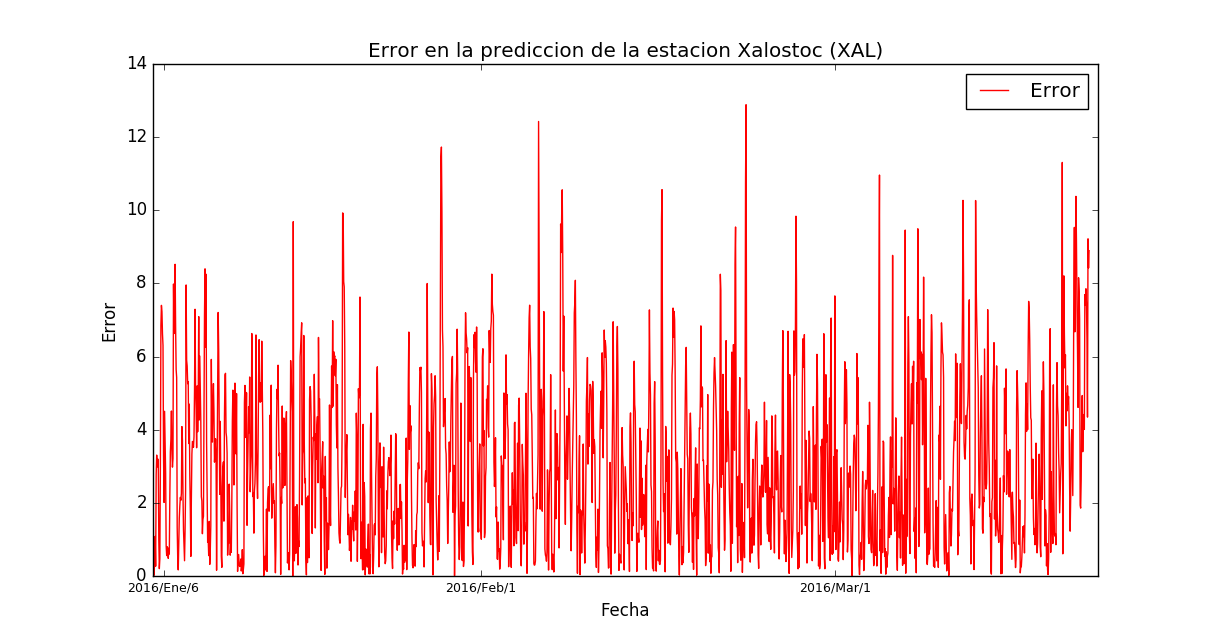 Error en la prediccion de la estacion Xalostoc (XAL)
14
12
10
8
6
4
2
0
Error
Error
2016/Ene/6
2016/Feb/1
2016/Mar/1
Fecha